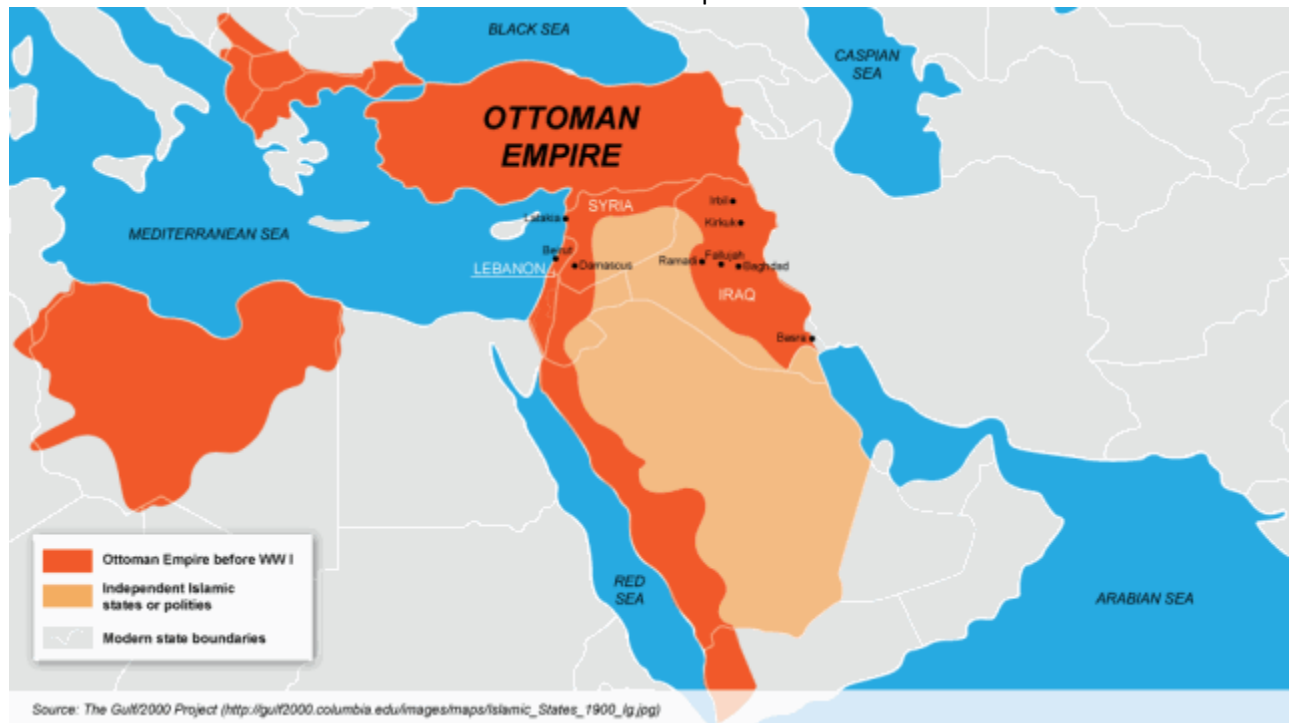 BLACK SEA
CASPIAN
SEA
OTTOMAN
EMPIRE
SYRIA
Irbil
Latakia
Kirkuk
MEDITERRANEAN SEA
Beirut
Ramadi
Fallujah
LEBANON
Damascus
Baghdad
IRAQ
Basra
Ottoman Empire before WW I
Independent Islamic
states or polities
Modern state boundaries
RED
SEA
ARABIAN SEA
Source: The Gulf/2000 Project (http://gulf2000.columbia.edu/images/maps/Islamic_States_1900_lg.jpg)